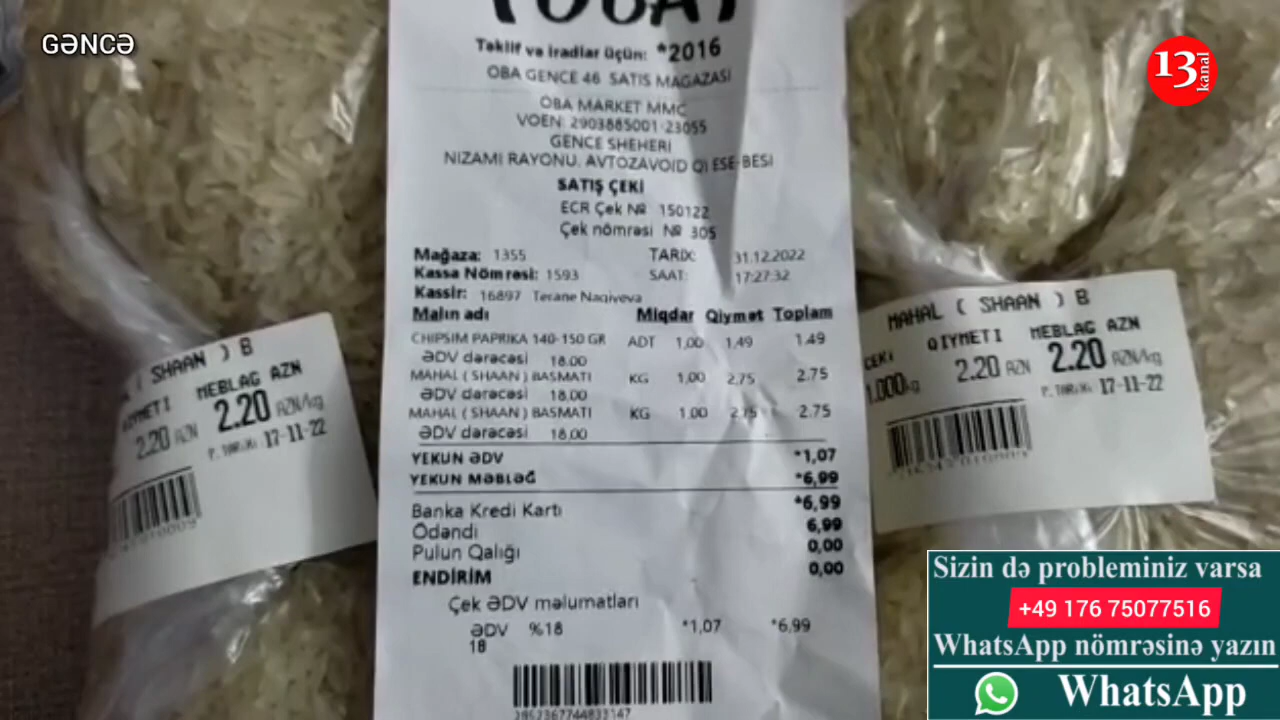 GƏNCƏ
13
kanal
Təklif və iradlar üçün: *2016
OBA GENCE 46 SATIS MAGAZASI
OBA MARKET MMC
VOEN: 2903885001-23055
GENCE SHEHERI
NIZAMI RAYONU. AVTOZAVOID QI ESE-BESI
SATIŞ ÇEKİ
ECR Çek № 150122
Çek nömrəsi № 305
Mağaza: 1355 TARİX: 31.12.2022
Kassa Nömrəsi: 1593 SAAT: 17:27:32
Kassir: 16897 Terane Nagiyeva
Malın adı Miqdar Qiymət Toplam
CHIPSIM PAPRIKA 140-150 GR ADT 1,00 1,49 1.49
ƏDV dərəcəsi 18.00
MAHAL ( SHAAN ) BASMATI KG 1,00 2,75 2.75
ƏDV dərəcəsi 18.00
MAHAL ( SHAAN ) BASMATI KG 1,00 2,75 2.75
ƏDV dərəcəsi 18,00
YEKUN ƏDV *1,07
YEKUN MƏBLƏĞ *6,99
Banka Kredi Kartı *6,99
Ödəndi 6,99
Pulun Qalığı 0,00
ENDİRİM 0,00
Çek ƏDV məlumatları
ƏDV %18 *1,07 *6,99
18
2852367744833147
( SHAAN ) B
QIYMETI MEBLAG AZN
2.20 AZN 2.20 AZN/kg
P. TARIXI 17-11-22
MAHAL ( SHAAN ) B
CEKI QIYMETI MEBLAG AZN
1.000kg 2.20 AZN 2.20 AZN/kg
P. TARIXI 17-11-22
Sizin də probleminiz varsa
+49 176 75077516
WhatsApp nömrəsinə yazın
WhatsApp